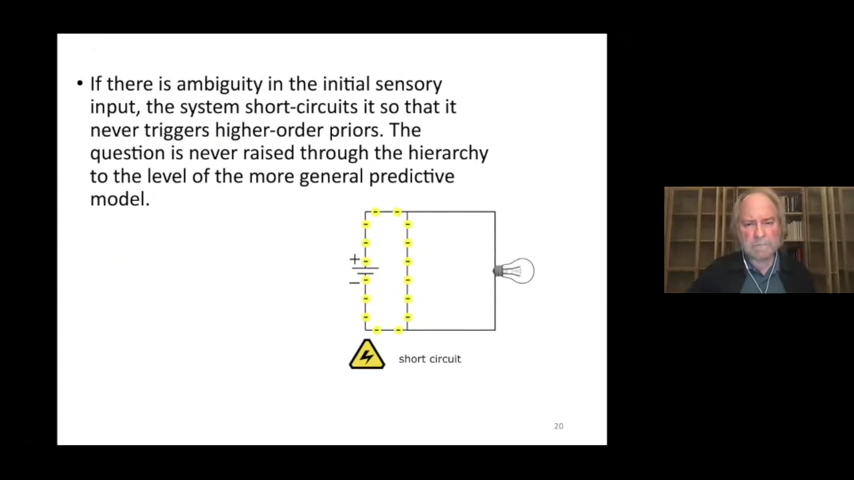 • If there is ambiguity in the initial sensory
input, the system short-circuits it so that it
never triggers higher-order priors. The
question is never raised through the hierarchy
to the level of the more general predictive
model.
+
−
short circuit
20